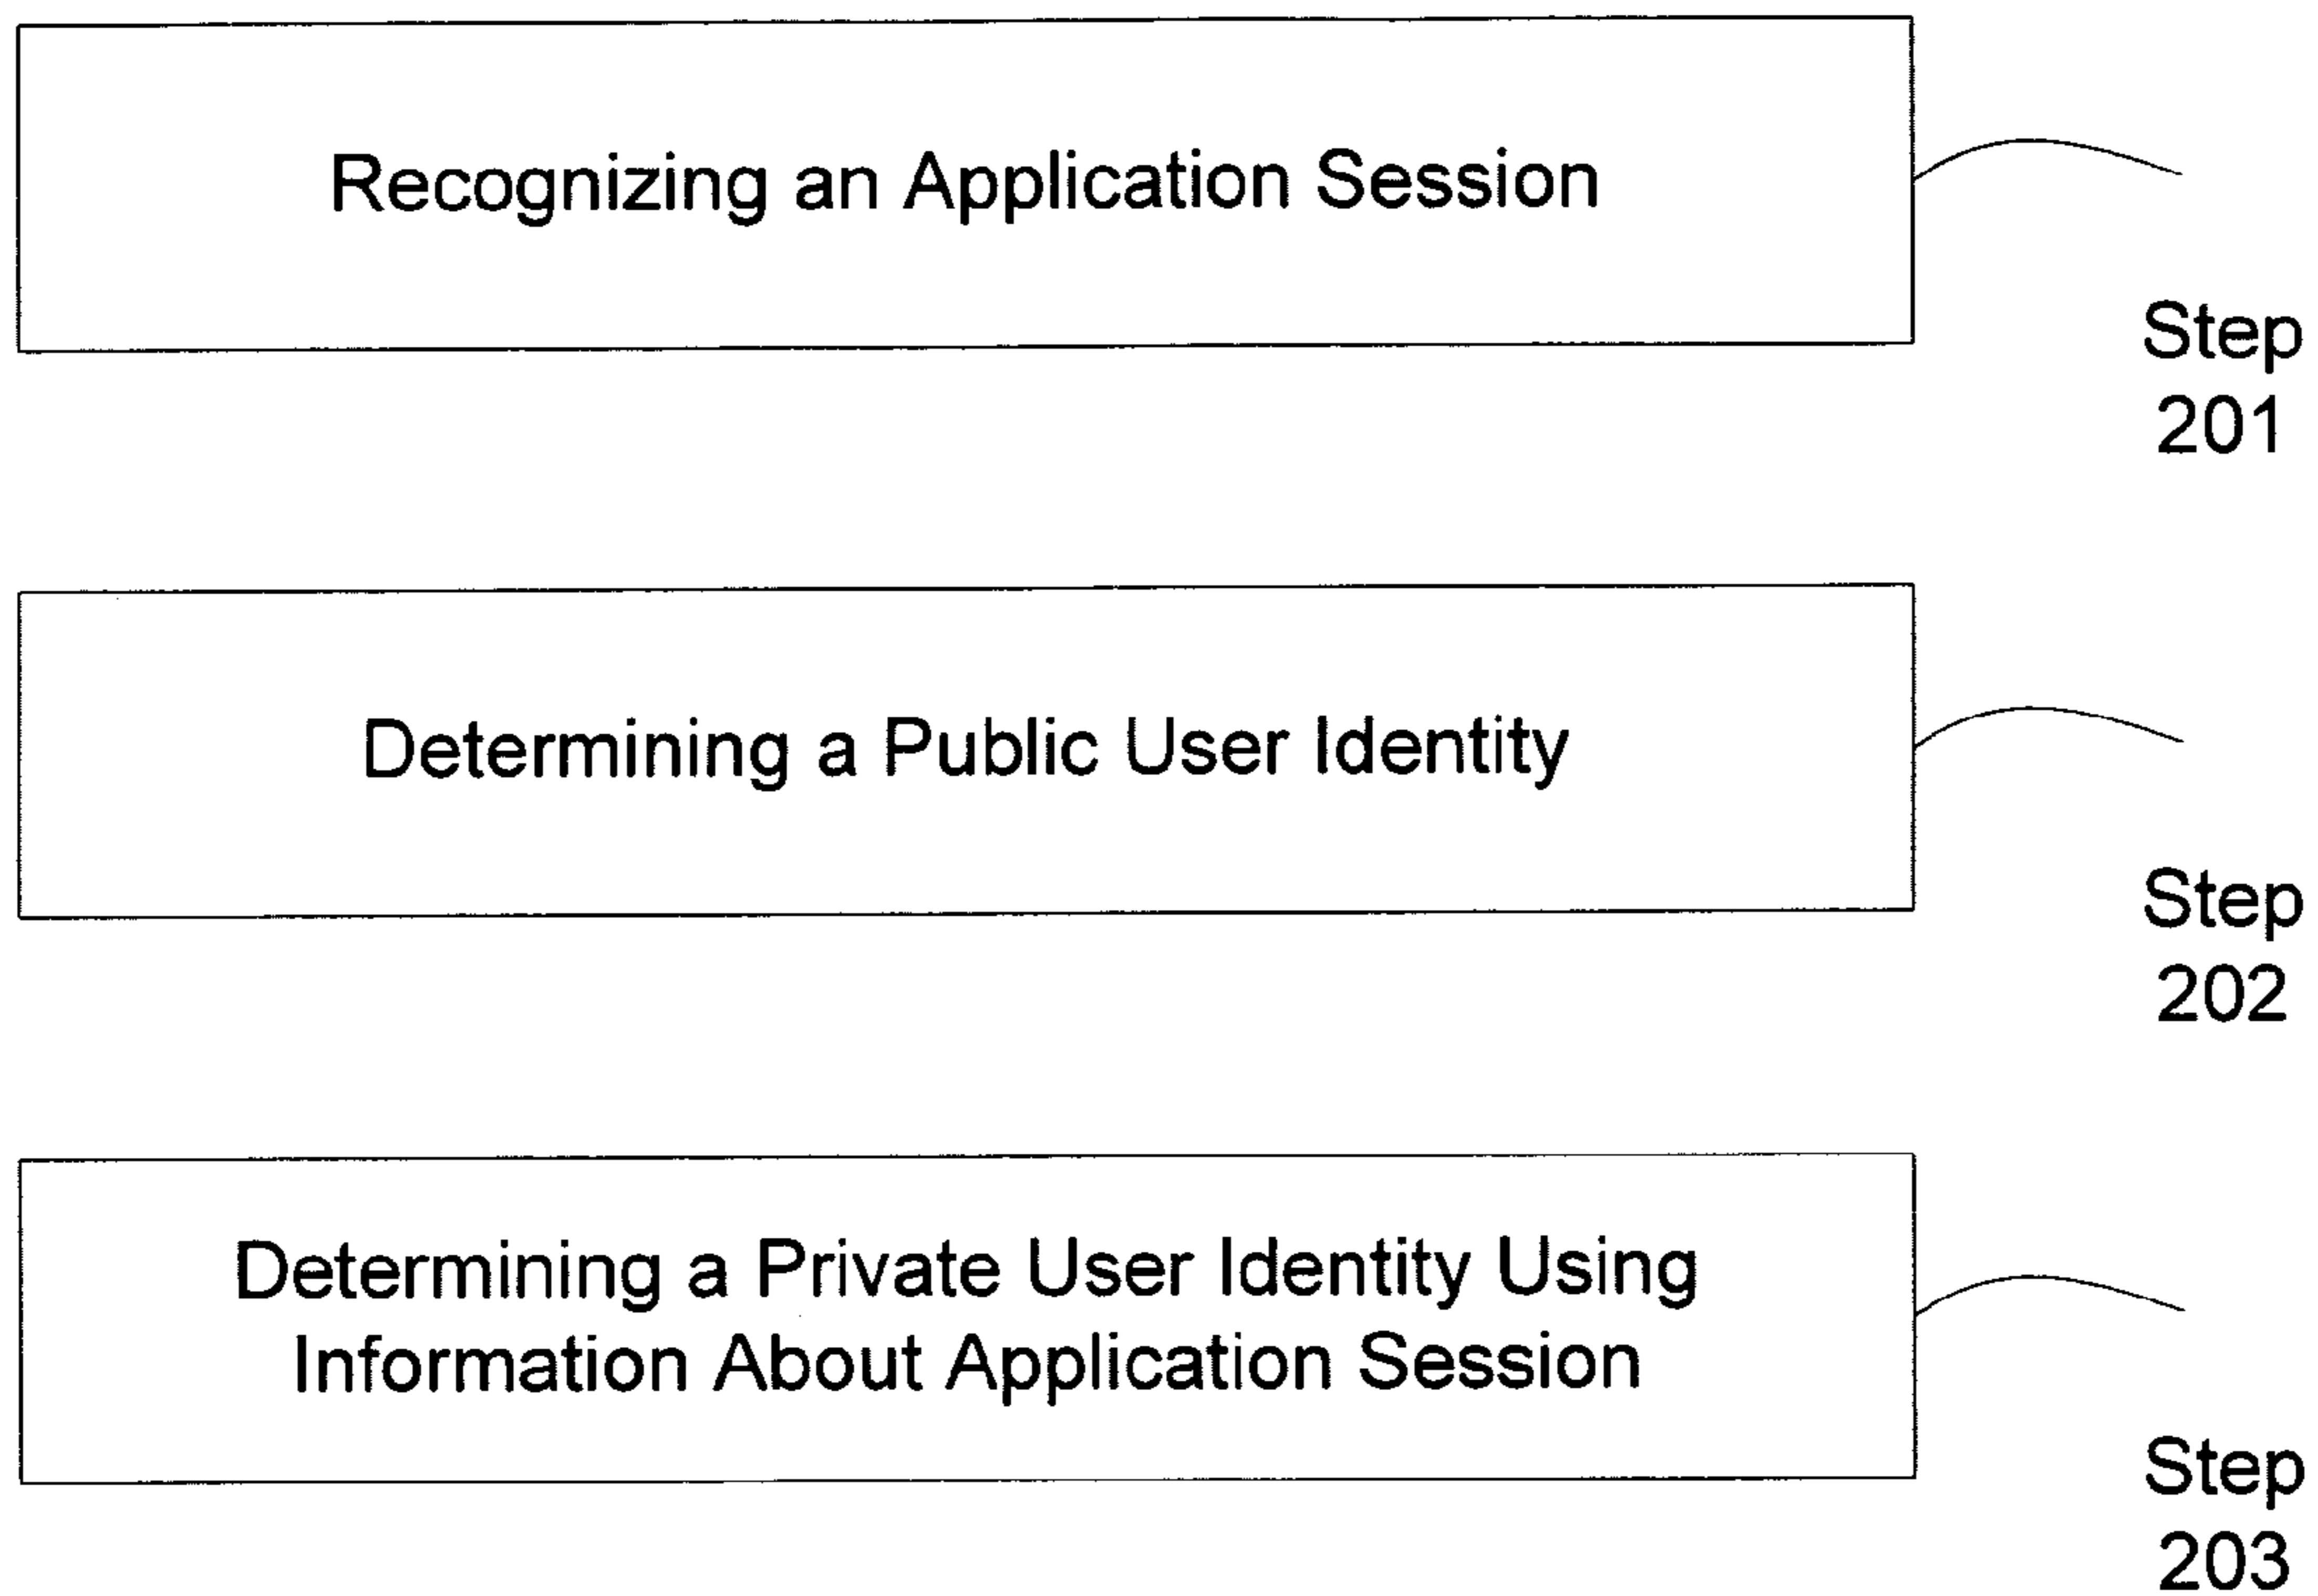 Recognizing an Application Session
Step
201
Determining a Public User Identity
Step
202
Determining a Private User Identity Using
Information About Application Session
Step
203